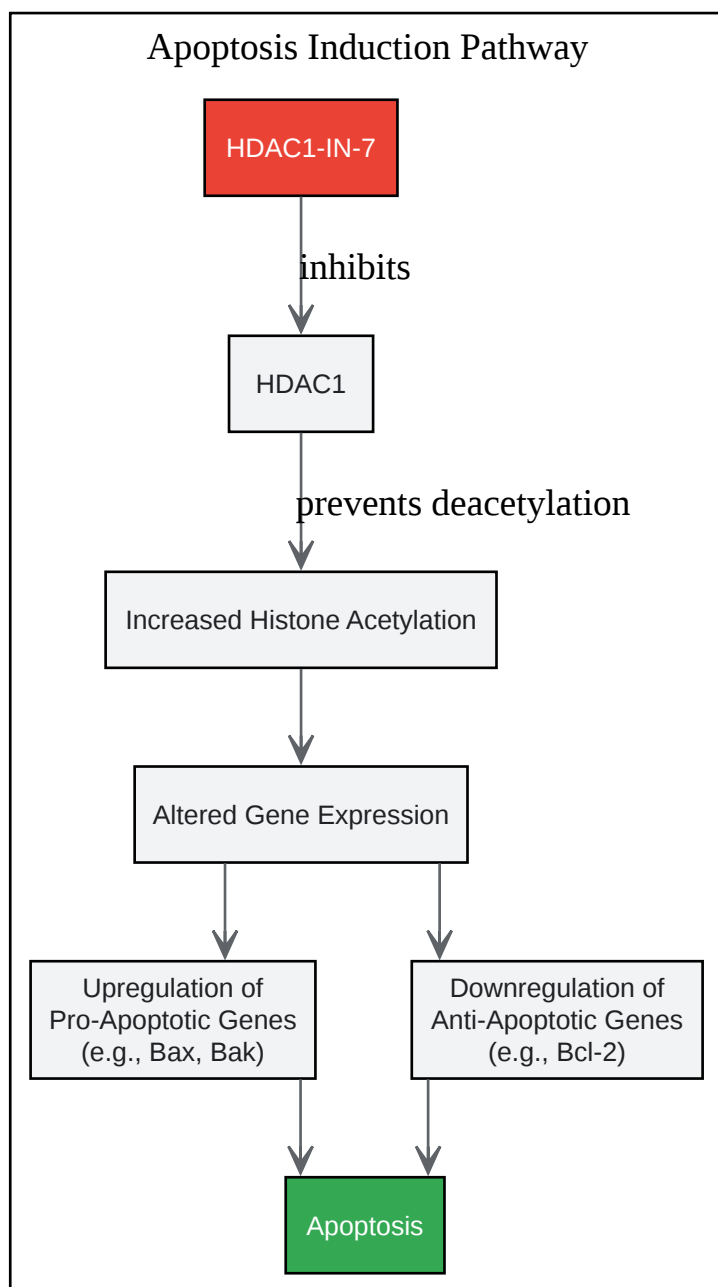 Apoptosis Induction Pathway
HDAC1-IN-7
inhibits
HDAC1
prevents deacetylation
Increased Histone Acetylation
Altered Gene Expression
Upregulation of
Pro-Apoptotic Genes
(e.g., Bax, Bak)
Downregulation of
Anti-Apoptotic Genes
(e.g., Bcl-2)
Apoptosis